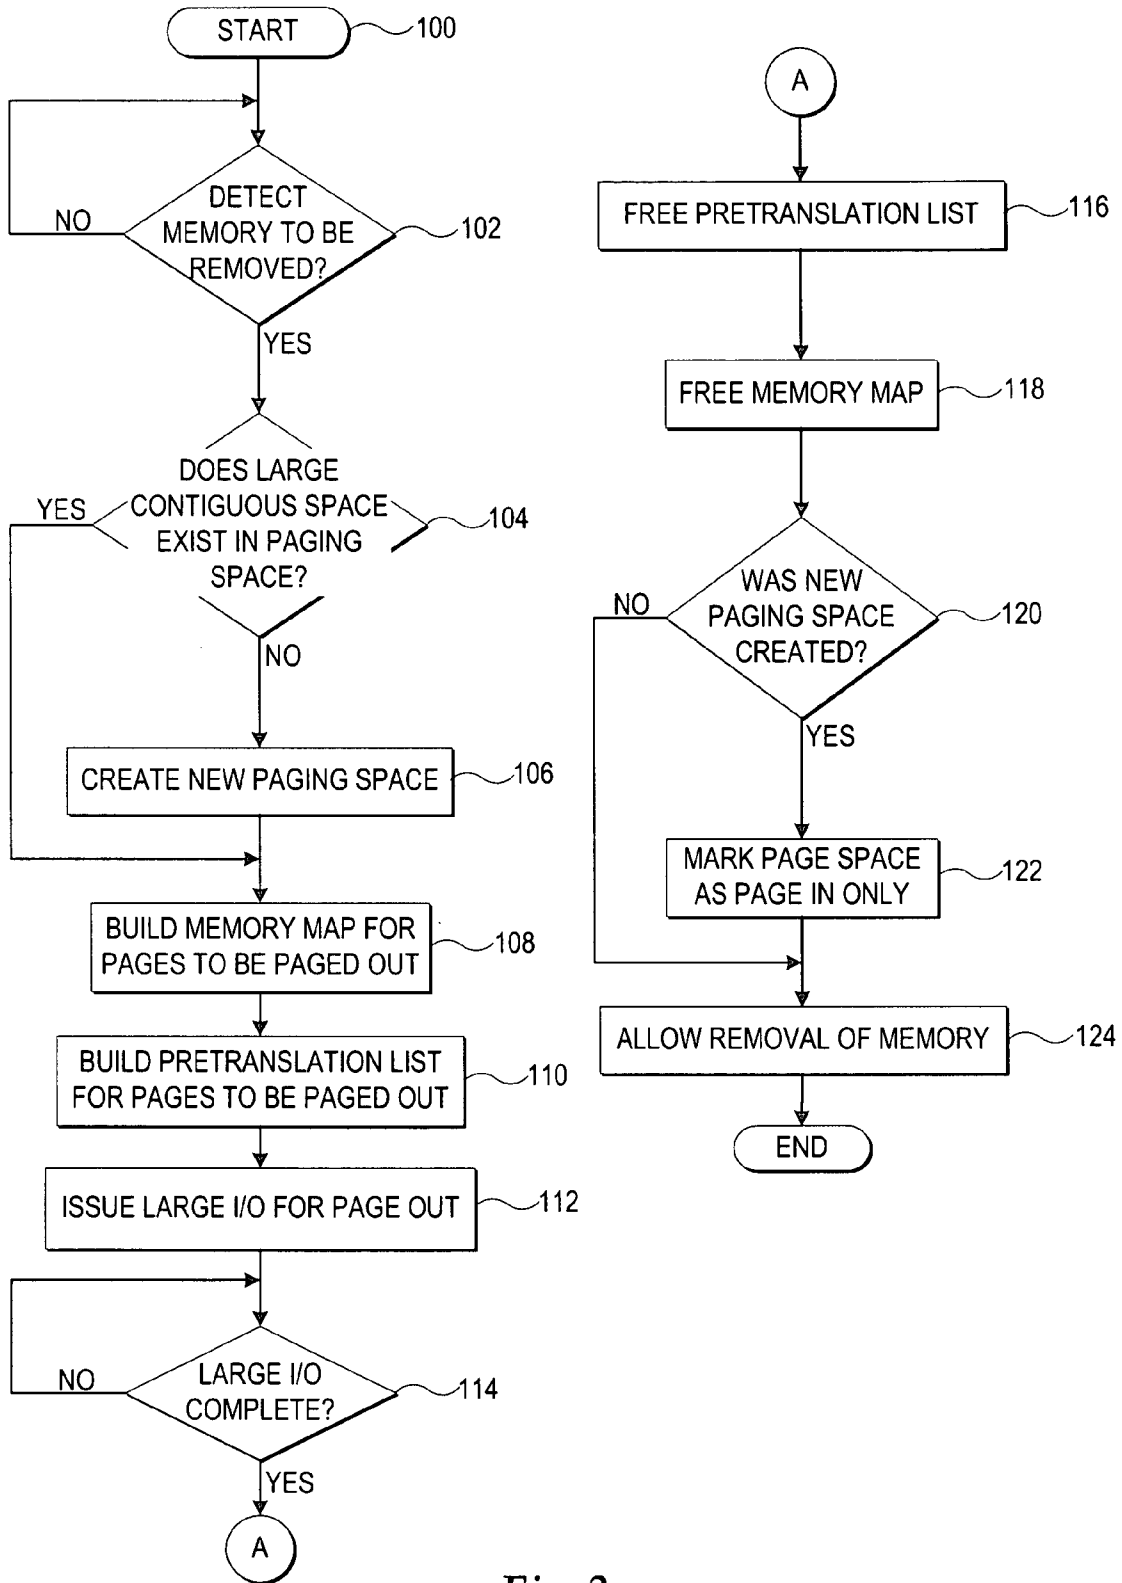 START
100
DETECT
MEMORY TO BE
REMOVED?
102
NO
YES
DOES LARGE
CONTIGUOUS SPACE
EXIST IN PAGING
SPACE?
104
YES
NO
CREATE NEW PAGING SPACE
106
BUILD MEMORY MAP FOR
PAGES TO BE PAGED OUT
108
BUILD PRETRANSLATION LIST
FOR PAGES TO BE PAGED OUT
110
ISSUE LARGE I/O FOR PAGE OUT
112
LARGE I/O
COMPLETE?
114
NO
YES
A
A
FREE PRETRANSLATION LIST
116
FREE MEMORY MAP
118
WAS NEW
PAGING SPACE
CREATED?
120
NO
YES
MARK PAGE SPACE
AS PAGE IN ONLY
122
ALLOW REMOVAL OF MEMORY
124
END